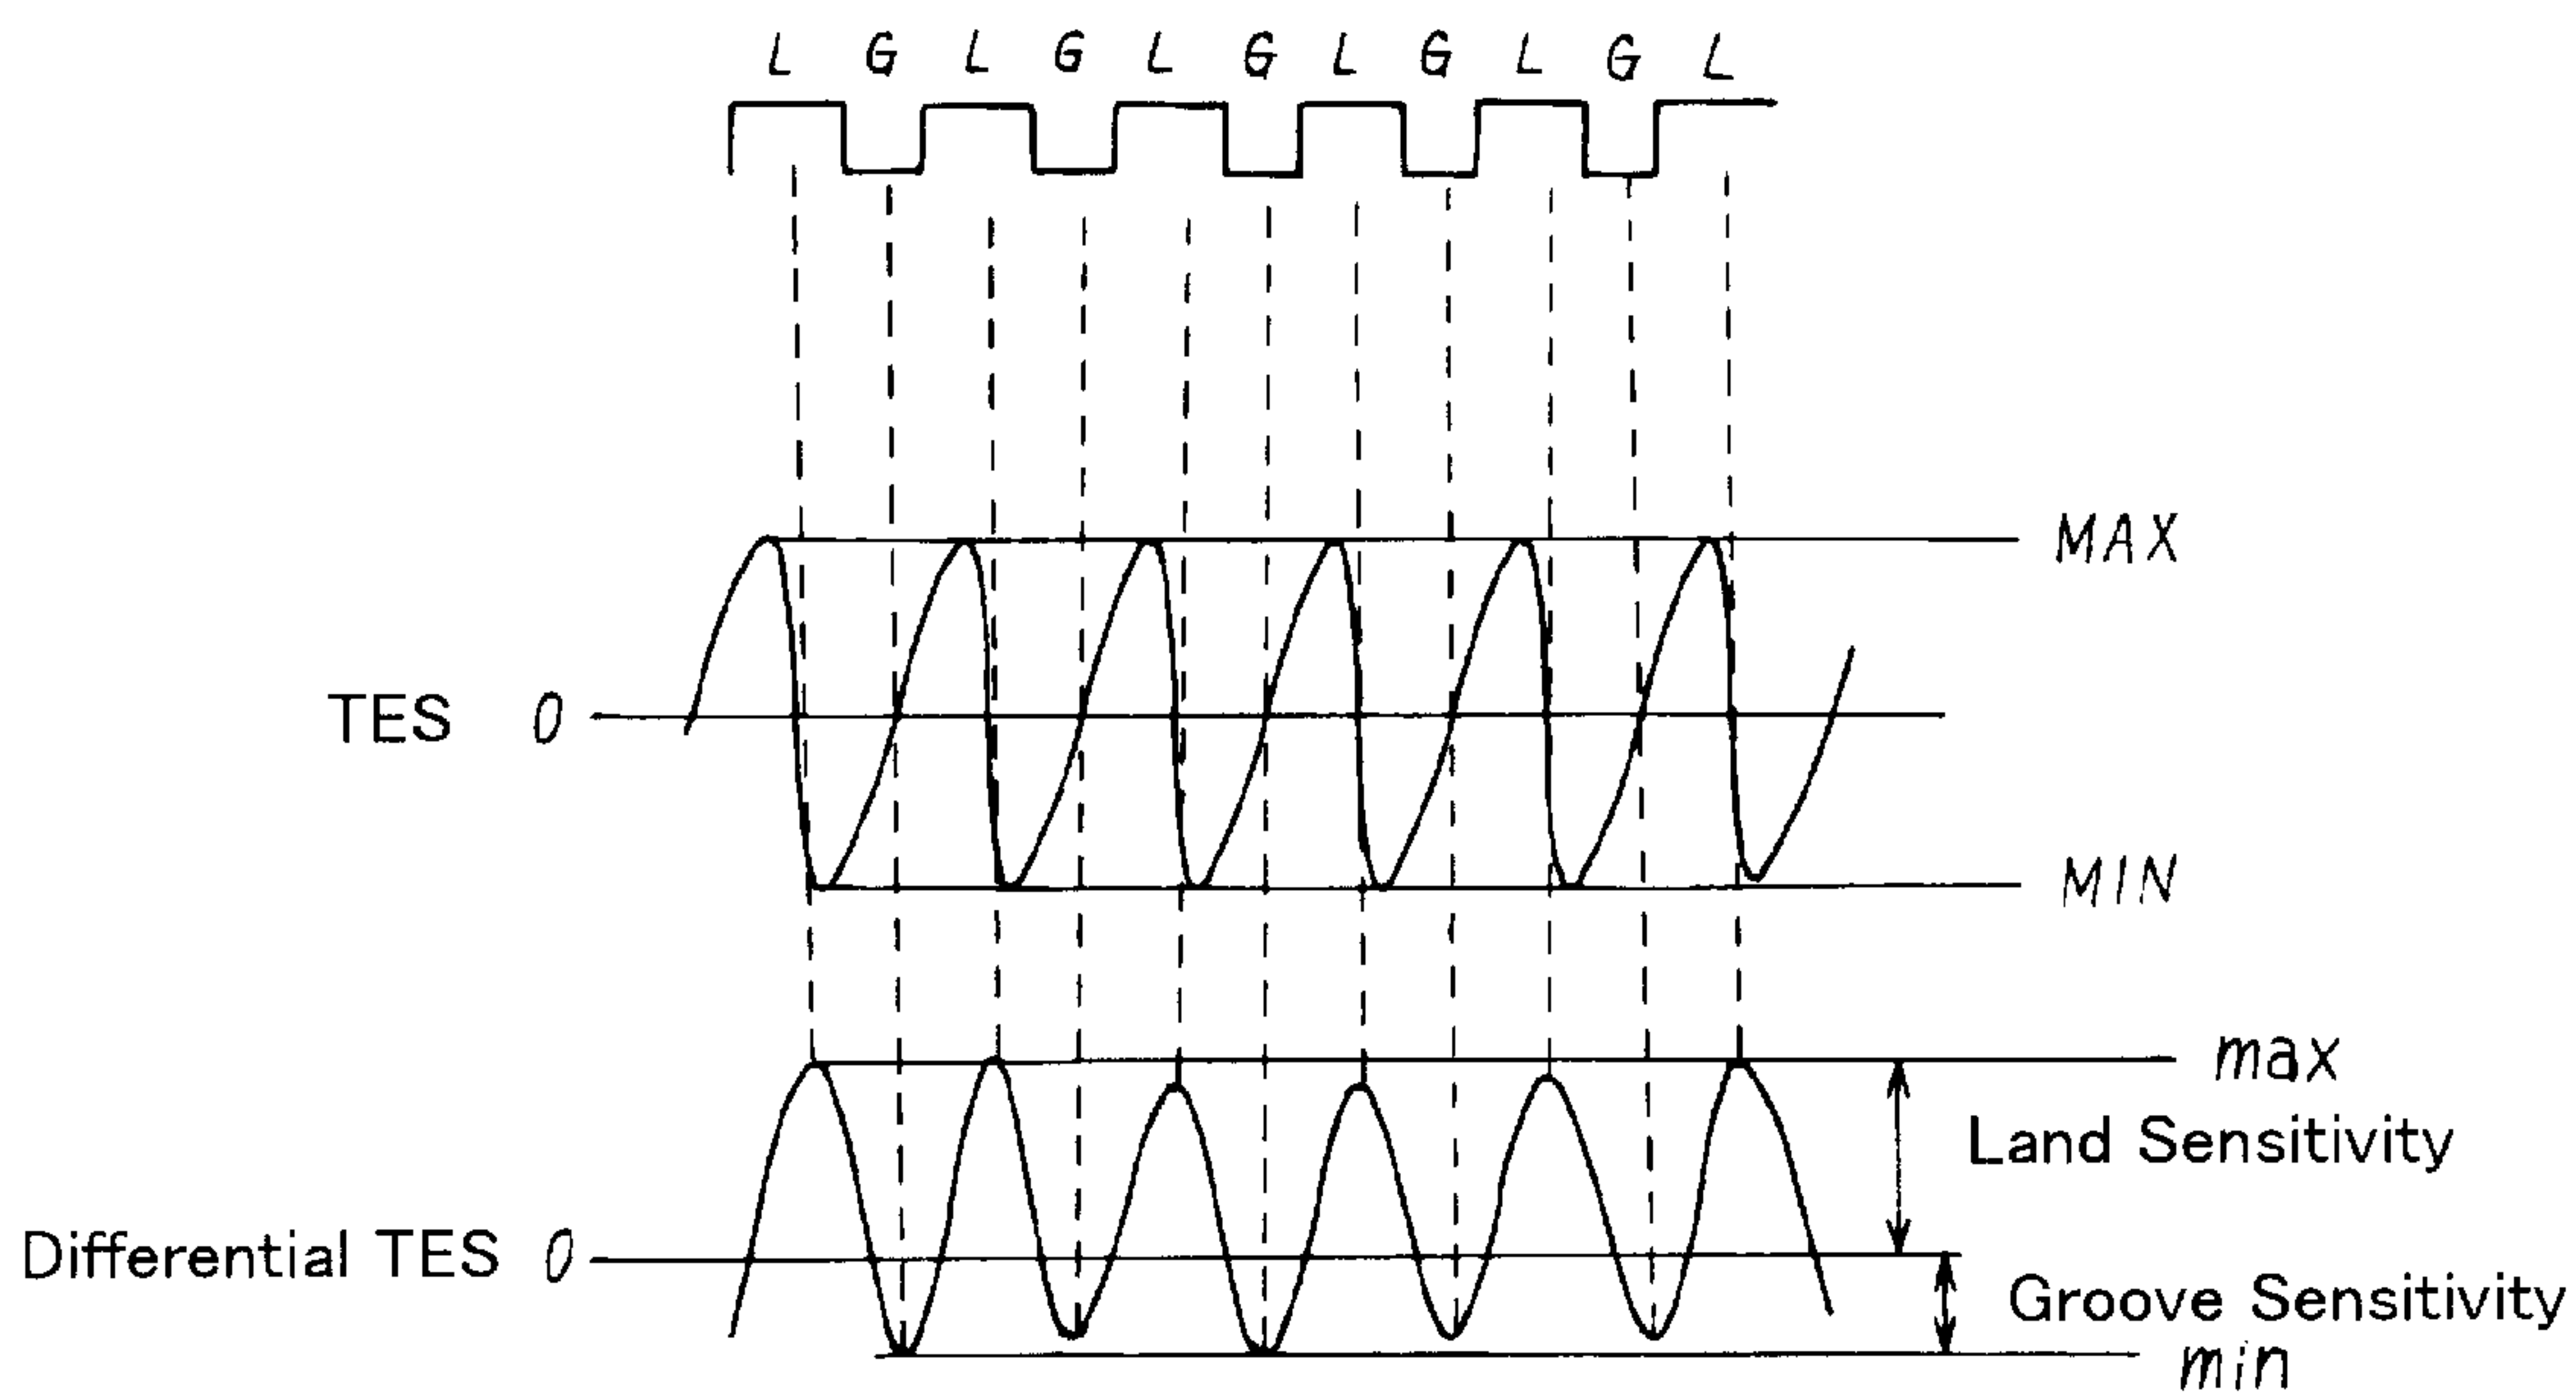 L G L G L G L G L G L
MAX
TES 0
MIN
max
Land Sensitivity
Differential TES 0
Groove Sensitivity
min